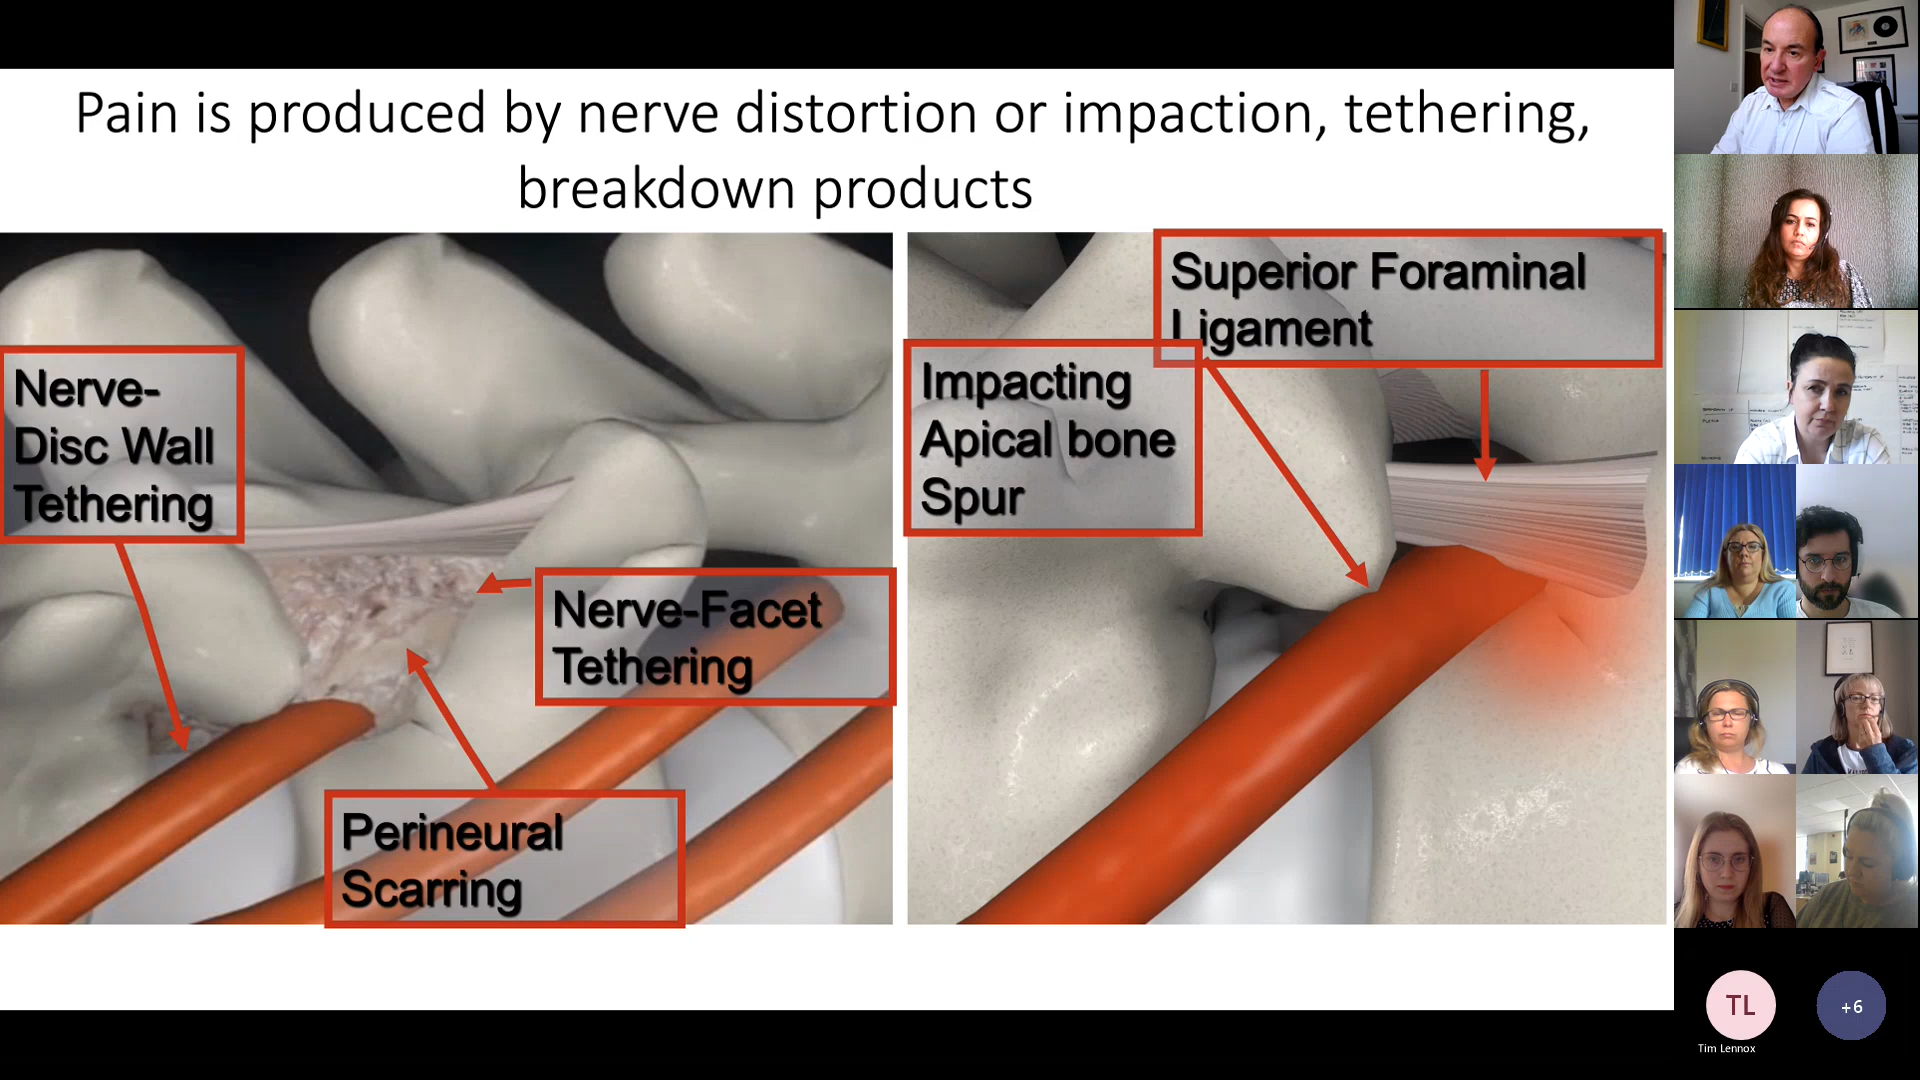 Pain is produced by nerve distortion or impaction, tethering,
breakdown products
Nerve-
Disc Wall
Tethering
Nerve-Facet
Tethering
Perineural
Scarring
Superior Foraminal
Ligament
Impacting
Apical bone
Spur
TL
Tim Lennox
+6